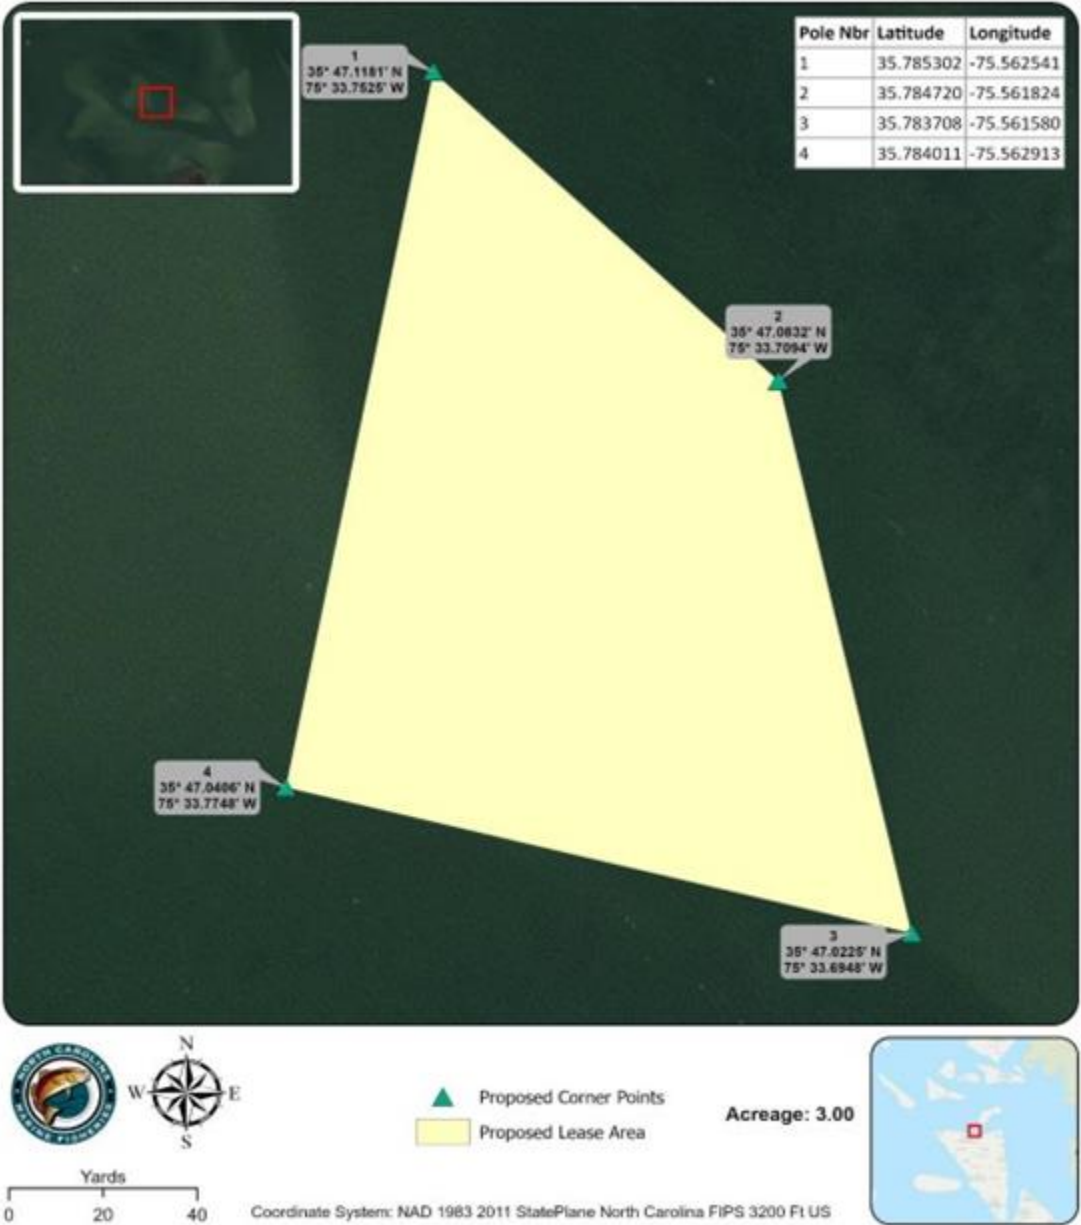 Pole Nbr Latitude Longitude
1 35.785302 -75.562541
2 35.784720 -75.561824
3 35.783708 -75.561580
4 35.784011 -75.562913
1
35° 47.1181' N
75° 33.7525' W
2
35° 47.0832' N
75° 33.7094' W
4
35° 47.0406' N
75° 33.7748' W
3
35° 47.0225' N
75° 33.6948' W
NORTH CAROLINA
MARINE FISHERIES
N
W E
S
Proposed Corner Points
Proposed Lease Area
Acreage: 3.00
Yards
0 20 40
Coordinate System: NAD 1983 2011 StatePlane North Carolina FIPS 3200 Ft US